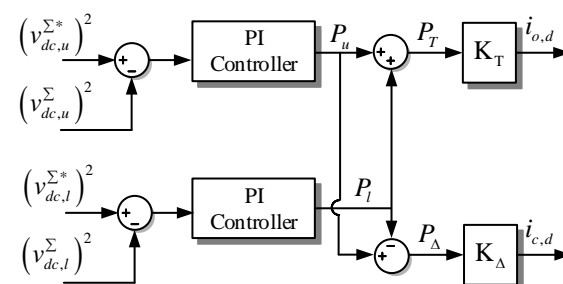 (v_{dc,u}^{Σ*})^2
+
-
PI
Controller
P_u
+
+
P_T
K_T
i_{o,d}
(v_{dc,u}^{Σ})^2
(v_{dc,l}^{Σ*})^2
+
-
PI
Controller
P_l
-
+
P_Δ
K_Δ
i_{c,d}
(v_{dc,l}^{Σ})^2